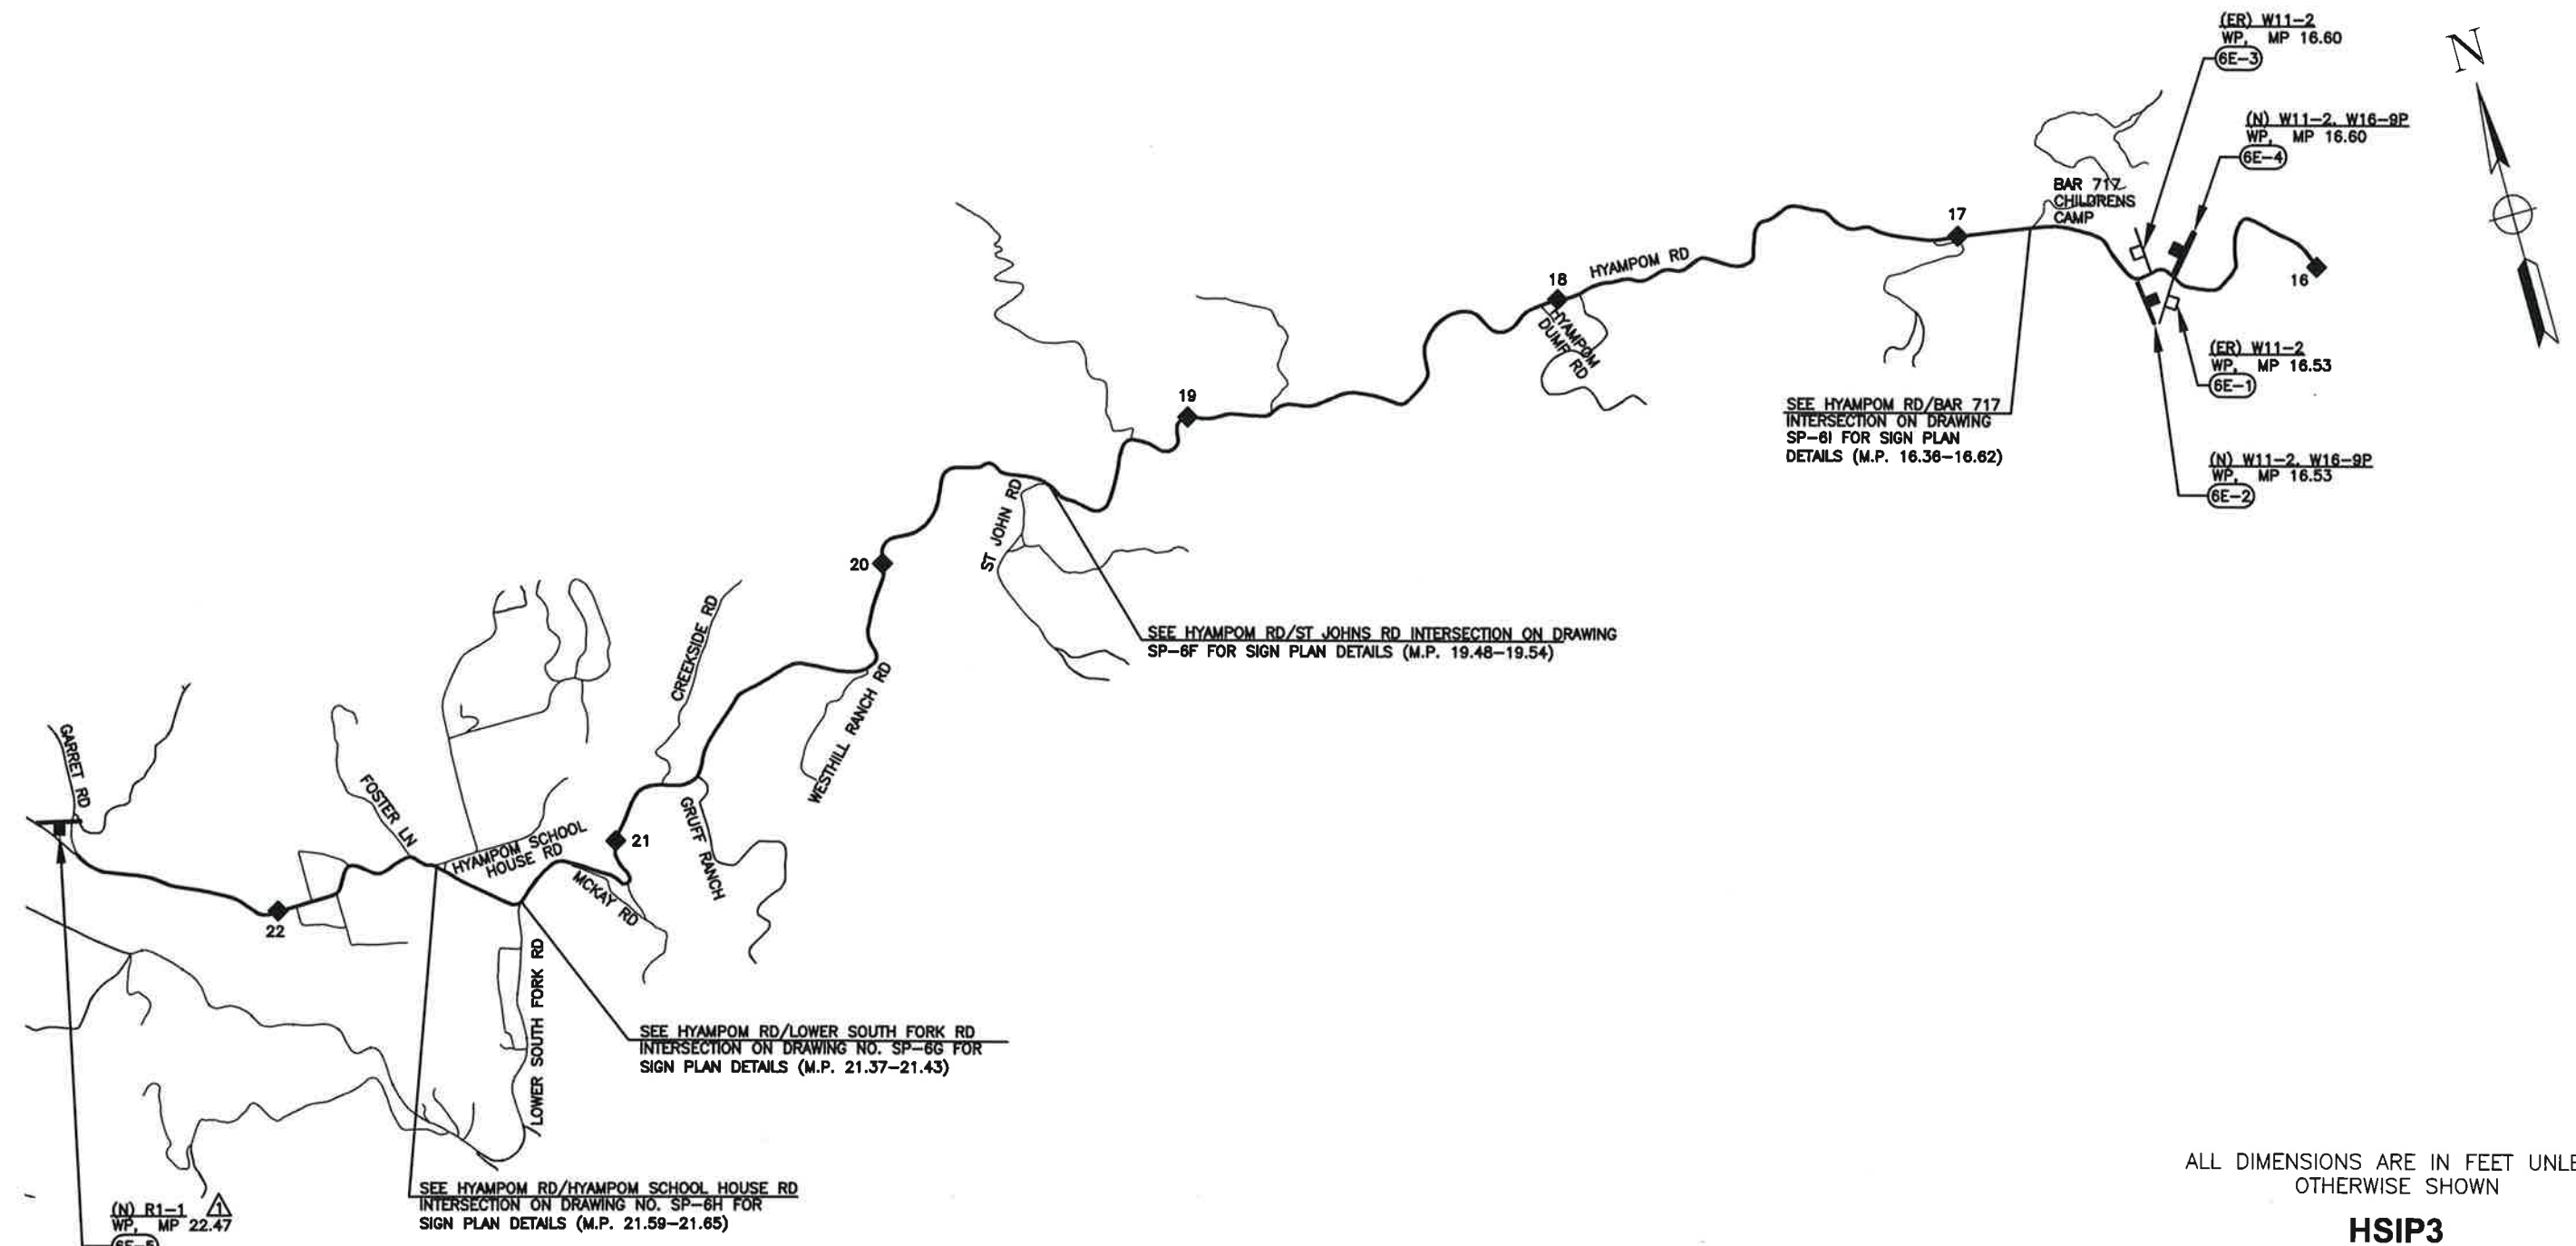 (ER) W11-2
WP, MP 16.60
6E-3
N
(N) W11-2, W16-9P
WP, MP 16.60
6E-4
BAR 717
CHILDRENS
CAMP
17
16
18
HYAMPOM RD
HYAMPOM
DUMP RD
(ER) W11-2
WP, MP 16.53
6E-1
19
SEE HYAMPOM RD/BAR 717
INTERSECTION ON DRAWING
SP-6I FOR SIGN PLAN
DETAILS (M.P. 16.36-16.62)
(N) W11-2, W16-9P
WP, MP 16.53
6E-2
ST JOHN RD
20
CREEKSIDE RD
SEE HYAMPOM RD/ST JOHNS RD INTERSECTION ON DRAWING
SP-6F FOR SIGN PLAN DETAILS (M.P. 19.48-19.54)
WESTHILL RANCH RD
GARRET RD
FOSTER LN
GRUFF RANCH
21
HYAMPOM SCHOOL
HOUSE RD
MCKAY RD
22
LOWER SOUTH FORK RD
SEE HYAMPOM RD/LOWER SOUTH FORK RD
INTERSECTION ON DRAWING NO. SP-6G FOR
SIGN PLAN DETAILS (M.P. 21.37-21.43)
SEE HYAMPOM RD/HYAMPOM SCHOOL HOUSE RD
INTERSECTION ON DRAWING NO. SP-6H FOR
SIGN PLAN DETAILS (M.P. 21.59-21.65)
(N) R1-1 1
WP, MP 22.47
6E-5
ALL DIMENSIONS ARE IN FEET UNLE
OTHERWISE SHOWN
HSIP3